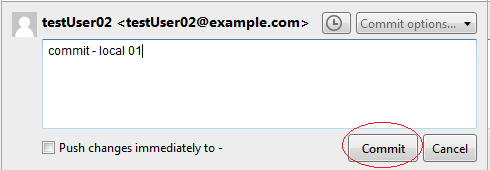 testUser02 <testUser02@example.com>
Commit options...
commit - local 01
Push changes immediately to -
Commit
Cancel